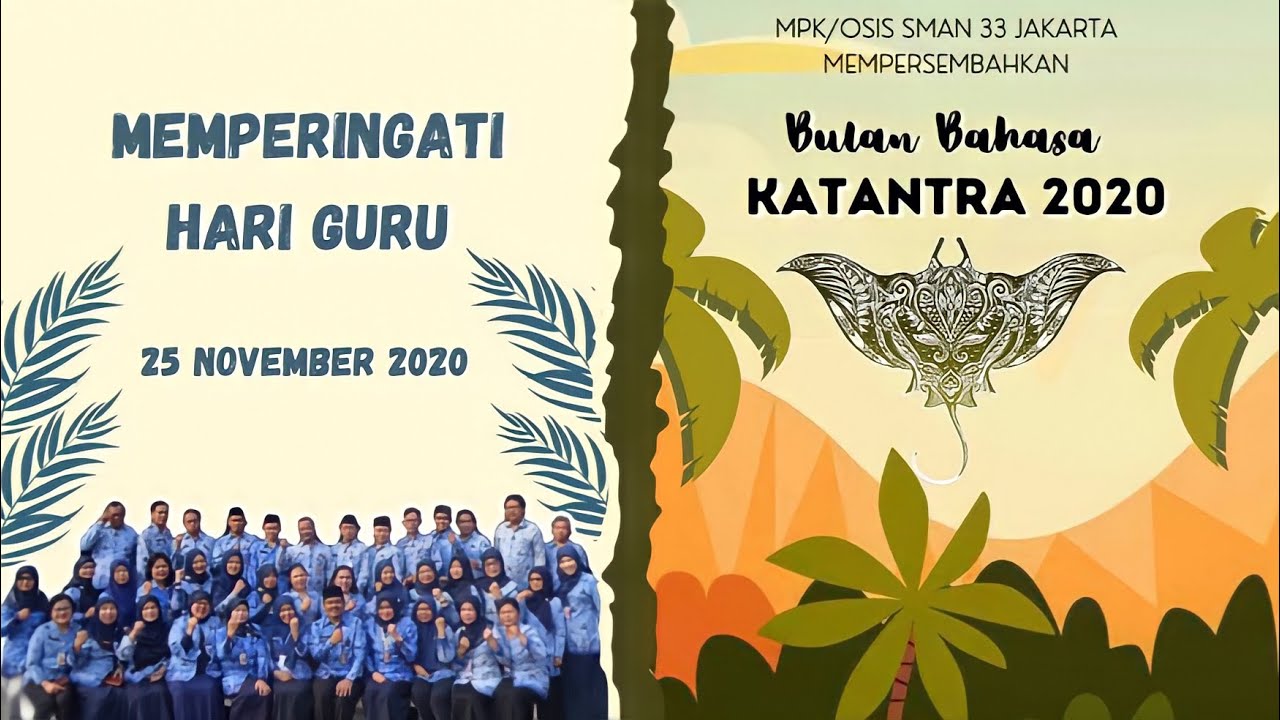 MEMPERINGATI
HARI GURU
25 NOVEMBER 2020
MPK/OSIS SMAN 33 JAKARTA
MEMPERSEMBAHKAN
Bulan Bahasa
KATANTRA 2020